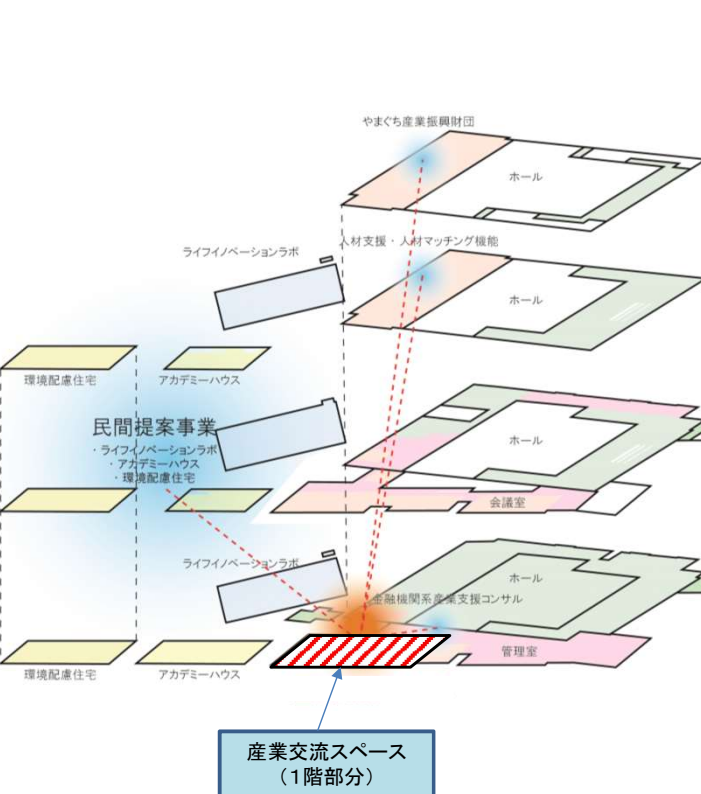 やまぐち産業振興財団
ホール
人材支援・人材マッチング機能
ライフイノベーションラボ
ホール
環境配慮住宅
アカデミーハウス
民間提案事業
・ライフイノベーションラボ
・アカデミーハウス
・環境配慮住宅
ホール
会議室
ライフイノベーションラボ
ホール
金融機関系産業支援コンサル
管理室
環境配慮住宅
アカデミーハウス
産業交流スペース
（１階部分）